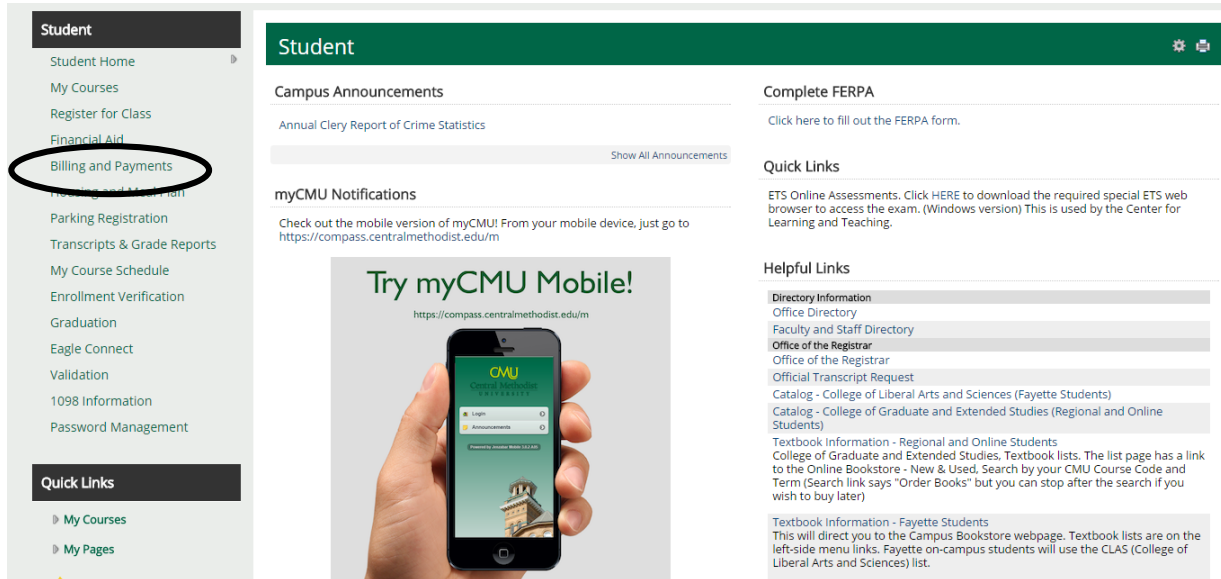 Student
Student Home
My Courses
Register for Class
Financial Aid
Billing and Payments
Housing and Meal Plan
Parking Registration
Transcripts & Grade Reports
My Course Schedule
Enrollment Verification
Graduation
Eagle Connect
Validation
1098 Information
Password Management
Quick Links
My Courses
My Pages
Student
Campus Announcements
Annual Clery Report of Crime Statistics
Show All Announcements
myCMU Notifications
Check out the mobile version of myCMU! From your mobile device, just go to
https://compass.centralmethodist.edu/m
Try myCMU Mobile!
https://compass.centralmethodist.edu/m
CMU
Central Methodist
UNIVERSITY
Login
Announcements
Complete FERPA
Click here to fill out the FERPA form.
Quick Links
ETS Online Assessments. Click HERE to download the required special ETS web
browser to access the exam. (Windows version) This is used by the Center for
Learning and Teaching.
Helpful Links
Directory Information
Office Directory
Faculty and Staff Directory
Office of the Registrar
Office of the Registrar
Official Transcript Request
Catalog - College of Liberal Arts and Sciences (Fayette Students)
Catalog - College of Graduate and Extended Studies (Regional and Online
Students)
Textbook Information - Regional and Online Students
College of Graduate and Extended Studies, Textbook lists. The list page has a link
to the Online Bookstore - New & Used, Search by your CMU Course Code and
Term (Search link says "Order Books" but you can stop after the search if you
wish to buy later)
Textbook Information - Fayette Students
This will direct you to the Campus Bookstore webpage. Textbook lists are on the
left-side menu links. Fayette on-campus students will use the CLAS (College of
Liberal Arts and Sciences) list.